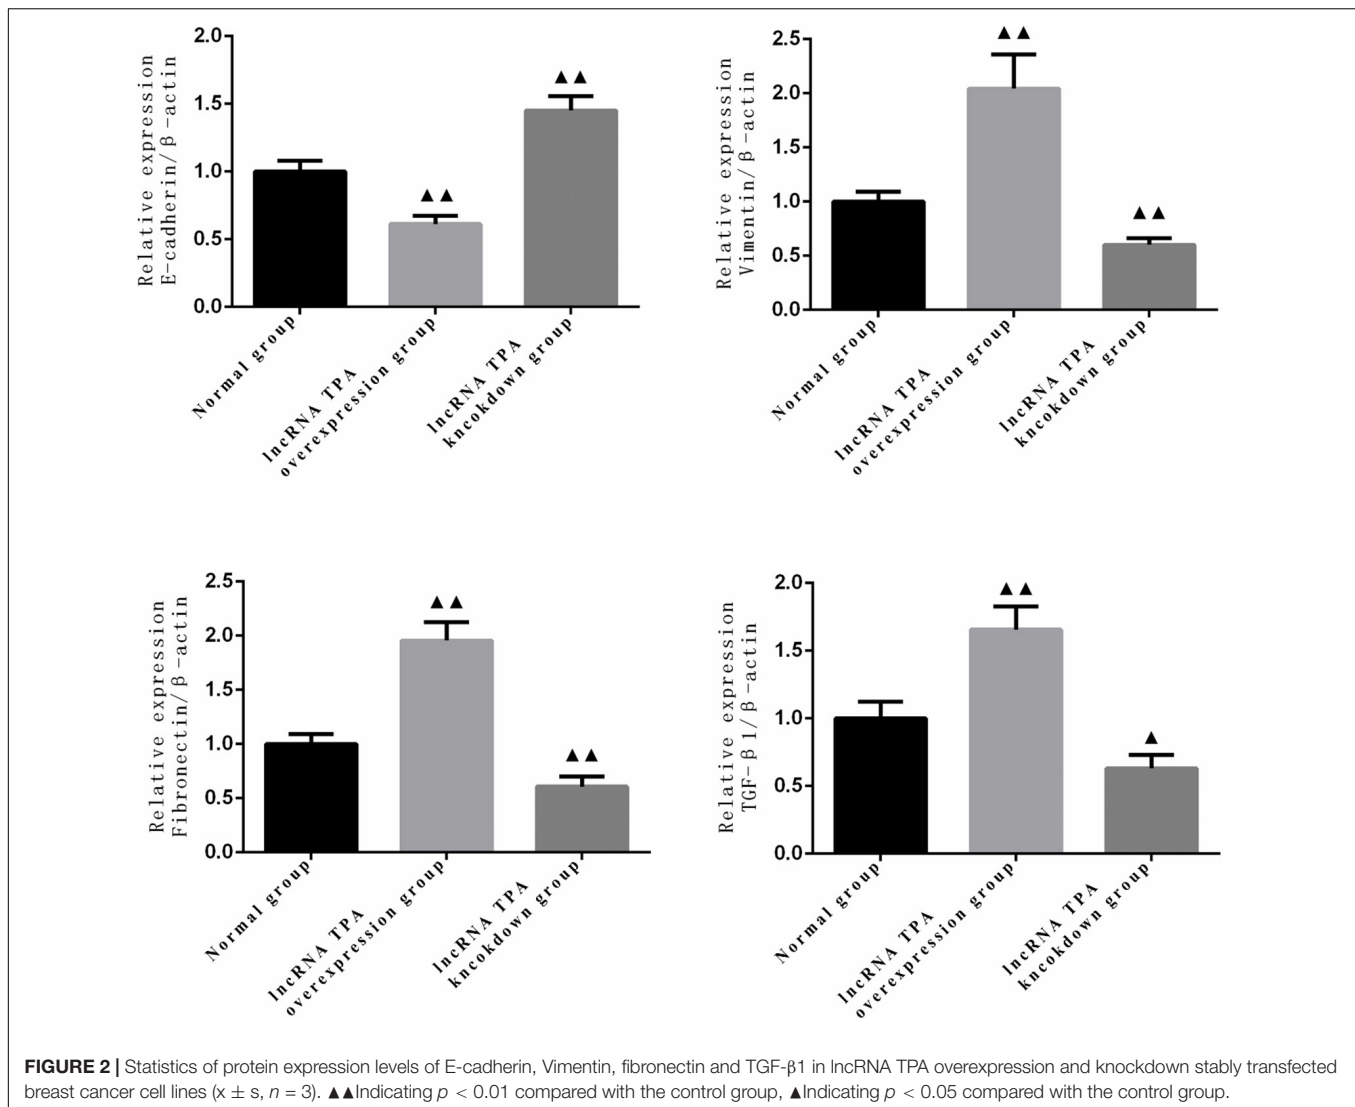 Relative expression
E-cadherin/β-actin
2.0
1.5
1.0
0.5
0.0
▲▲
▲▲
Normal group
lncRNA TPA
overexpression group
lncRNA TPA
kncokdown group
Relative expression
Vimentin/β-actin
2.5
2.0
1.5
1.0
0.5
0.0
▲▲
▲▲
Normal group
lncRNA TPA
overexpression group
lncRNA TPA
kncokdown group
Relative expression
Fibronectin/β-actin
2.5
2.0
1.5
1.0
0.5
0.0
▲▲
▲▲
Normal group
lncRNA TPA
overexpression group
lncRNA TPA
kncokdown group
Relative expression
TGF-β1/β-actin
2.0
1.5
1.0
0.5
0.0
▲▲
▲
Normal group
lncRNA TPA
overexpression group
lncRNA TPA
kncokdown group
FIGURE 2 | Statistics of protein expression levels of E-cadherin, Vimentin, fibronectin and TGF-β1 in lncRNA TPA overexpression and knockdown stably transfected
breast cancer cell lines (x ± s, n = 3). ▲▲Indicating p < 0.01 compared with the control group, ▲Indicating p < 0.05 compared with the control group.